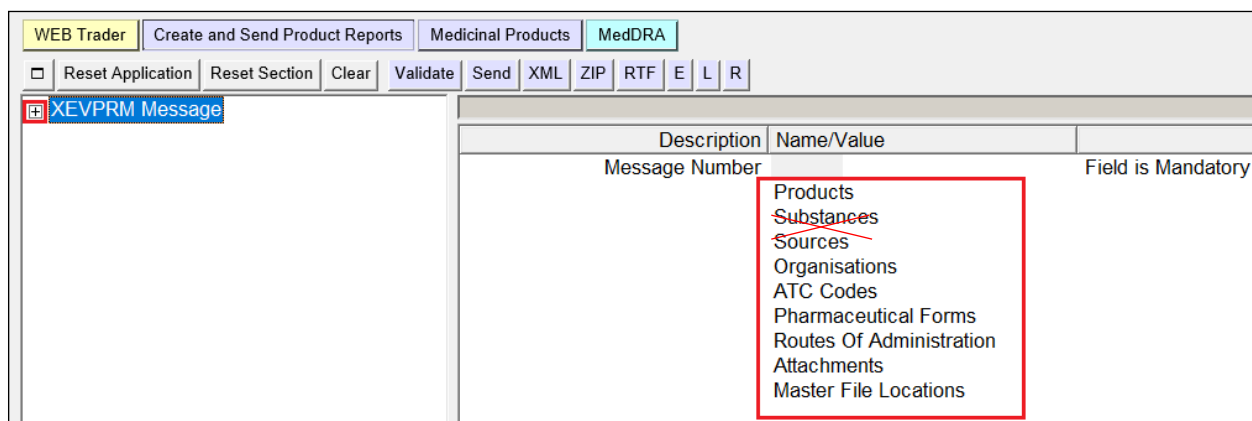 WEB Trader Create and Send Product Reports Medicinal Products MedDRA
Reset Application Reset Section Clear Validate Send XML ZIP RTF E L R
XEVPRM Message
Description Name/Value
Message Number Field is Mandatory
Products
Substances
Sources
Organisations
ATC Codes
Pharmaceutical Forms
Routes Of Administration
Attachments
Master File Locations